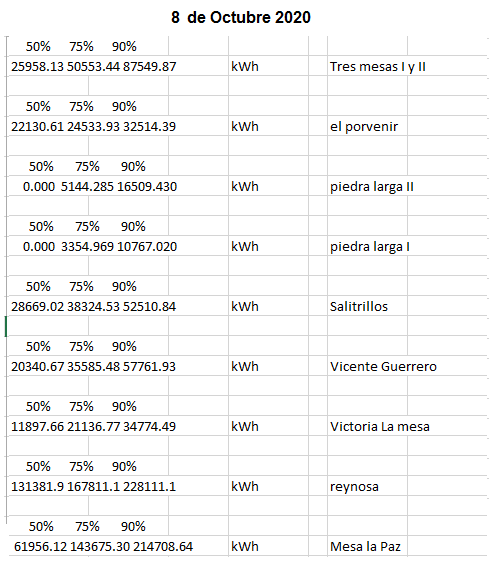 8 de Octubre 2020
50% 75% 90%
25958.13 50553.44 87549.87 kWh Tres mesas I y II
50% 75% 90%
22130.61 24533.93 32514.39 kWh el porvenir
50% 75% 90%
0.000 5144.285 16509.430 kWh piedra larga II
50% 75% 90%
0.000 3354.969 10767.020 kWh piedra larga I
50% 75% 90%
28669.02 38324.53 52510.84 kWh Salitrillos
50% 75% 90%
20340.67 35585.48 57761.93 kWh Vicente Guerrero
50% 75% 90%
11897.66 21136.77 34774.49 kWh Victoria La mesa
50% 75% 90%
131381.9 167811.1 228111.1 kWh reynosa
50% 75% 90%
61956.12 143675.30 214708.64 kWh Mesa la Paz